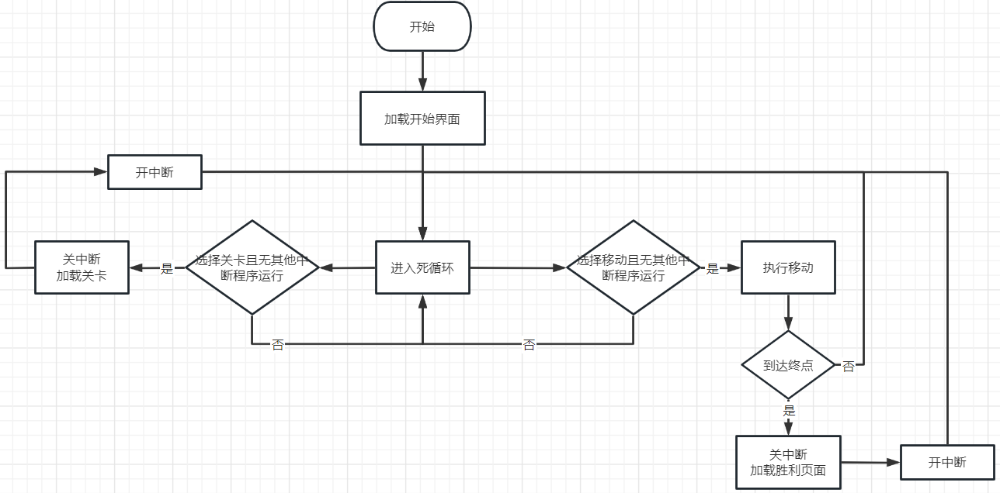 开始
加载开始界面
开中断
关中断
加载关卡
是
选择关卡且无其他中
断程序运行
进入死循环
选择移动且无其他中
断程序运行
是
执行移动
否
否
到达终点
否
是
关中断
加载胜利页面
开中断